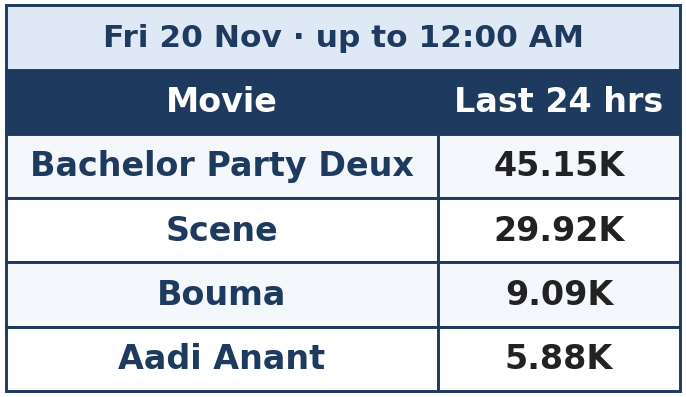 Fri 20 Nov · up to 12:00 AM
Movie Last 24 hrs
Bachelor Party Deux 45.15K
Scene 29.92K
Bouma 9.09K
Aadi Anant 5.88K